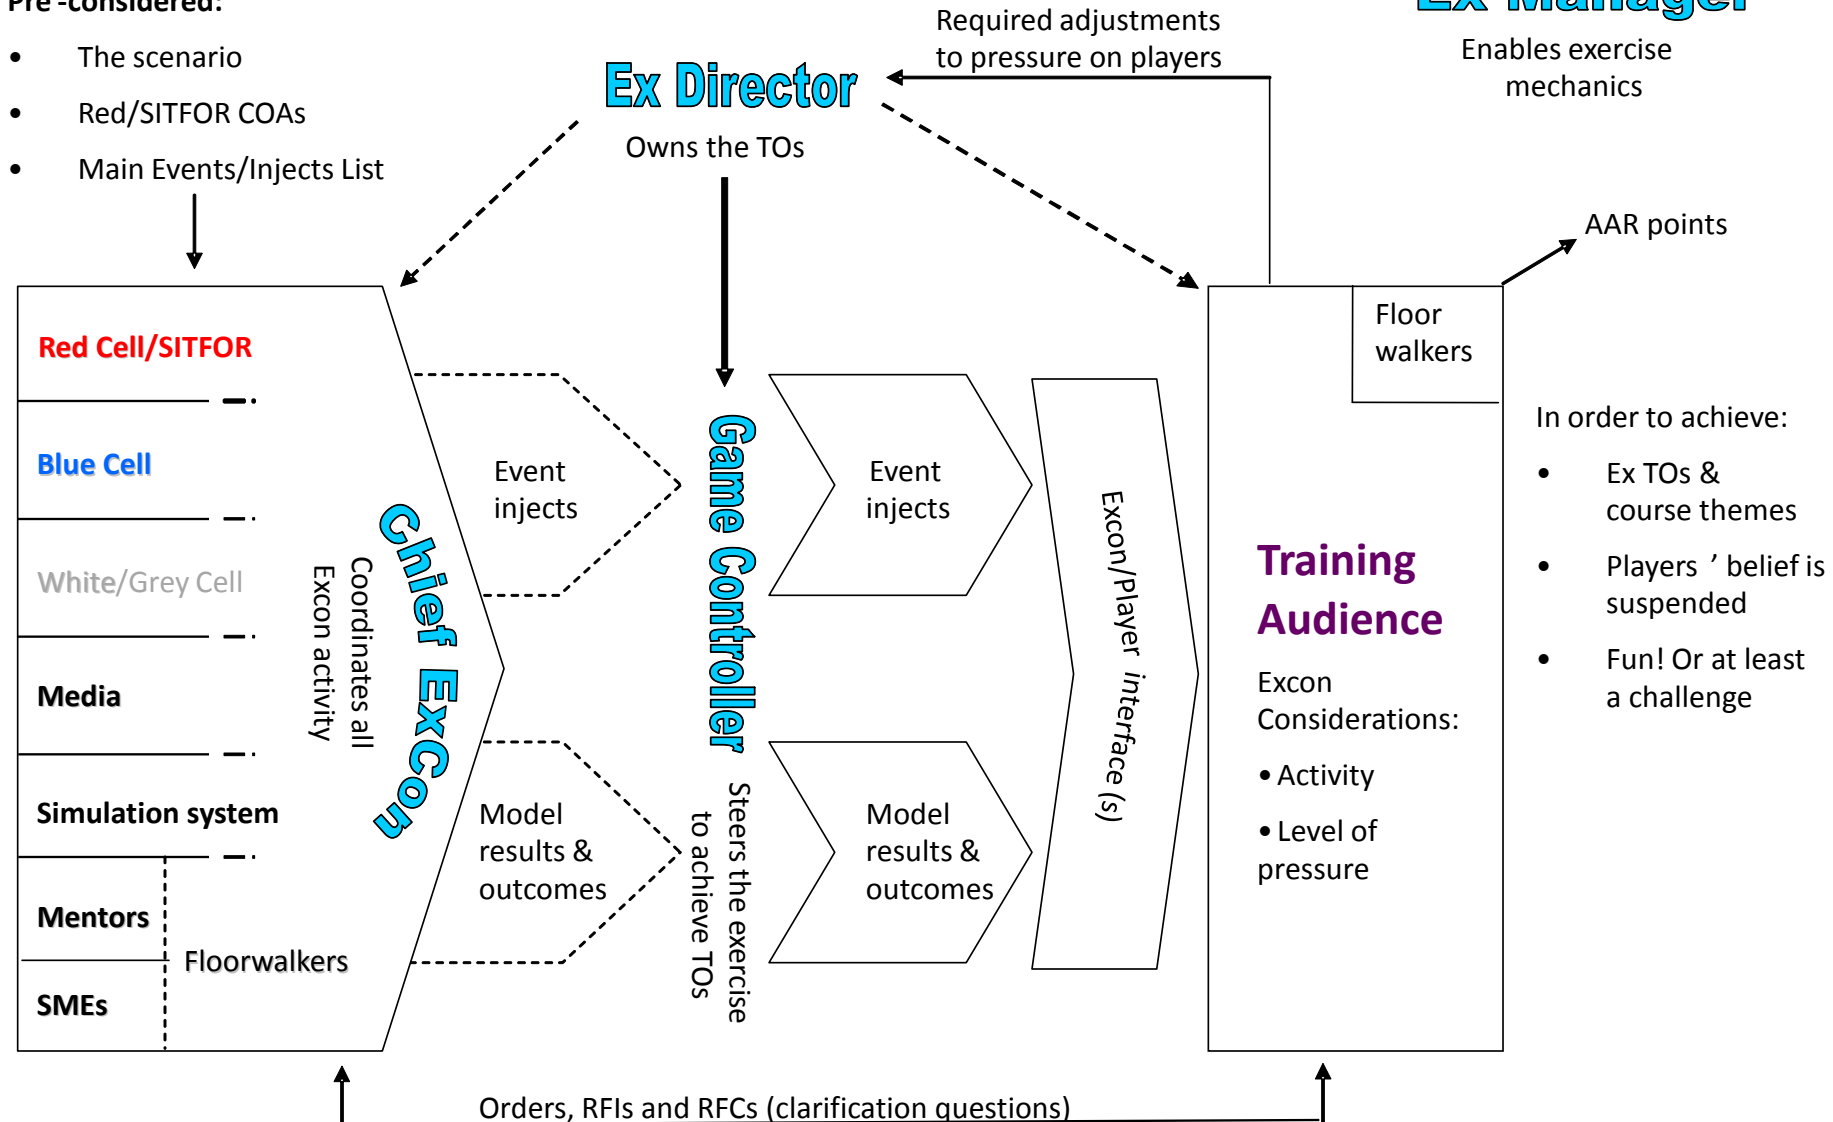 Pre-considered:
• The scenario
• Red/SITFOR COAs
• Main Events/Injects List
Ex Director
Owns the TOs
Required adjustments
to pressure on players
Ex Manager
Enables exercise
mechanics
AAR points
Red Cell/SITFOR
Blue Cell
White/Grey Cell
Media
Simulation system
Mentors
SMEs
Floorwalkers
Coordinates all
Excon activity
Chief ExCon
Event
injects
Model
results &
outcomes
Game Controller
Steers the exercise
to achieve TOs
Event
injects
Model
results &
outcomes
Excon/Player interface(s)
Floor
walkers
Training
Audience
Excon
Considerations:
• Activity
• Level of
pressure
In order to achieve:
• Ex TOs &
course themes
• Players ’ belief is
suspended
• Fun! Or at least
a challenge
Orders, RFIs and RFCs (clarification questions)